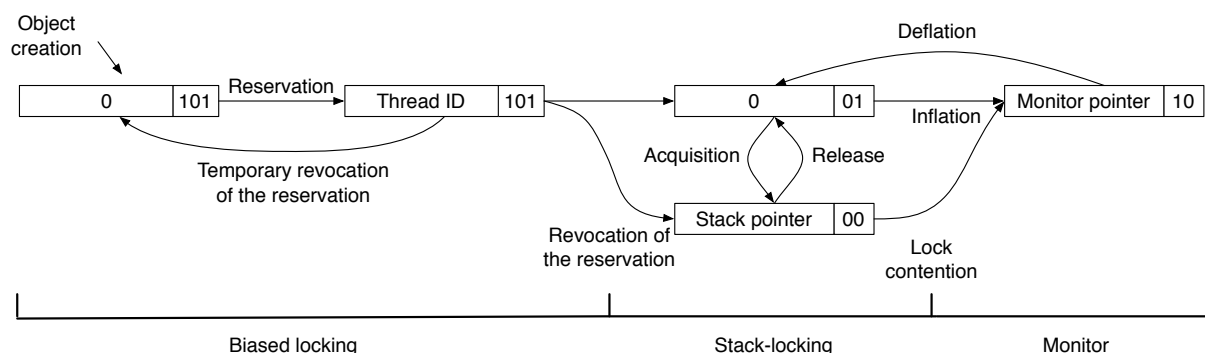 Object
creation
0 101
Reservation
Thread ID 101
Temporary revocation
of the reservation
Revocation of
the reservation
0 01
Acquisition
Release
Stack pointer 00
Deflation
Inflation
Monitor pointer 10
Lock
contention
Biased locking
Stack-locking
Monitor